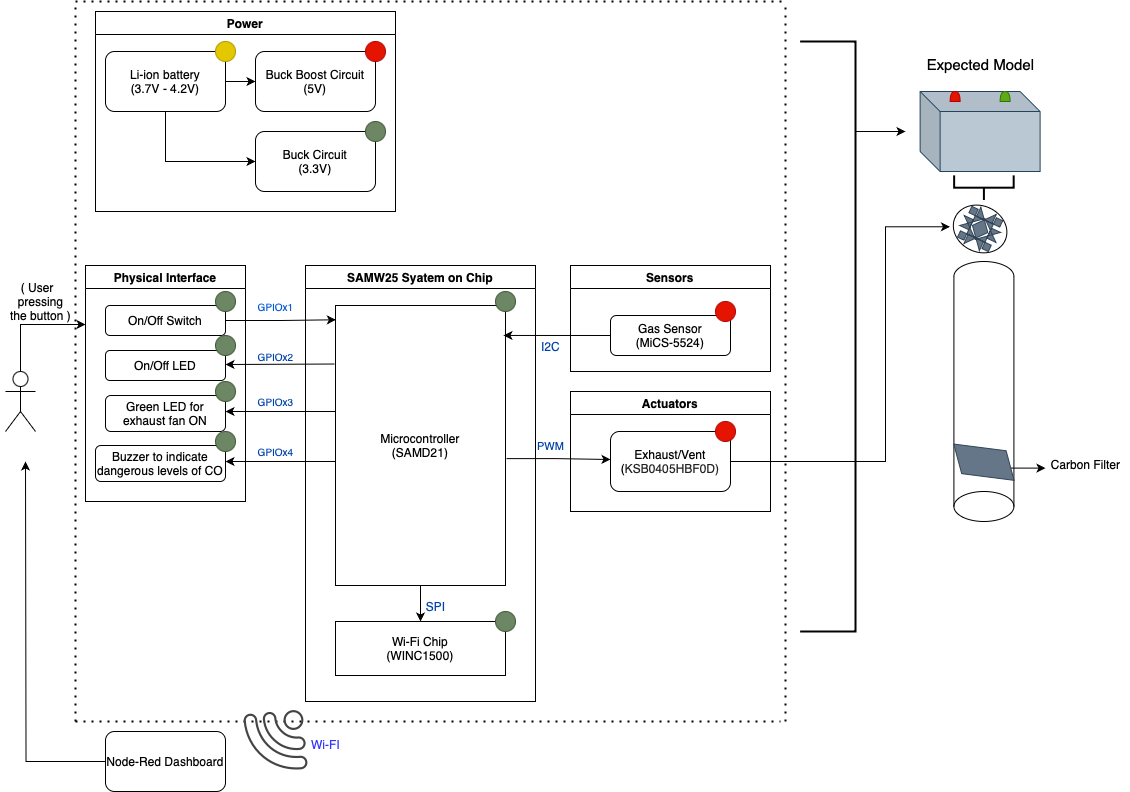 Power
Li-ion battery
(3.7V - 4.2V)
Buck Boost Circuit
(5V)
Buck Circuit
(3.3V)
Expected Model
( User
pressing
the button )
Physical Interface
On/Off Switch
On/Off LED
Green LED for
exhaust fan ON
Buzzer to indicate
dangerous levels of CO
GPIOx1
GPIOx2
GPIOx3
GPIOx4
SAMW25 Syatem on Chip
Microcontroller
(SAMD21)
SPI
Wi-Fi Chip
(WINC1500)
Sensors
Gas Sensor
(MiCS-5524)
I2C
Actuators
PWM
Exhaust/Vent
(KSB0405HBF0D)
Carbon Filter
Wi-FI
Node-Red Dashboard